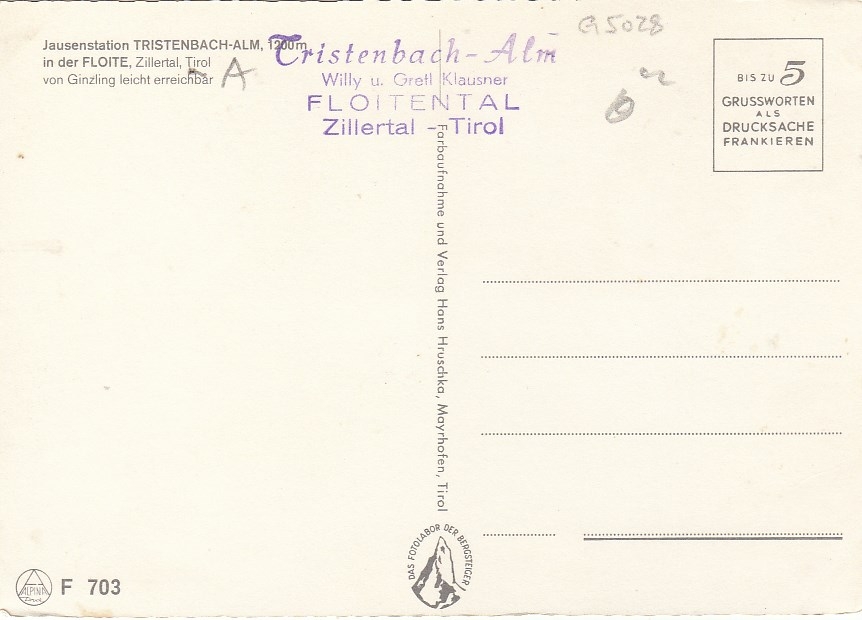 Jausenstation TRISTENBACH-ALM, 1200m
in der FLOITE, Zillertal, Tirol
von Ginzling leicht erreichbar
A
Tristenbach-Alm
Willy u. Gretl Klausner
FLOITENTAL
Zillertal - Tirol
G5028
BIS ZU 5
GRUSSWORTEN
ALS
DRUCKSACHE
FRANKIEREN
Farbaufnahme und Verlag Hans Hruschka, Mayrhofen, Tirol
DAS FOTOLABOR DER BERGSTEIGER
ALPINA
Druck
F 703